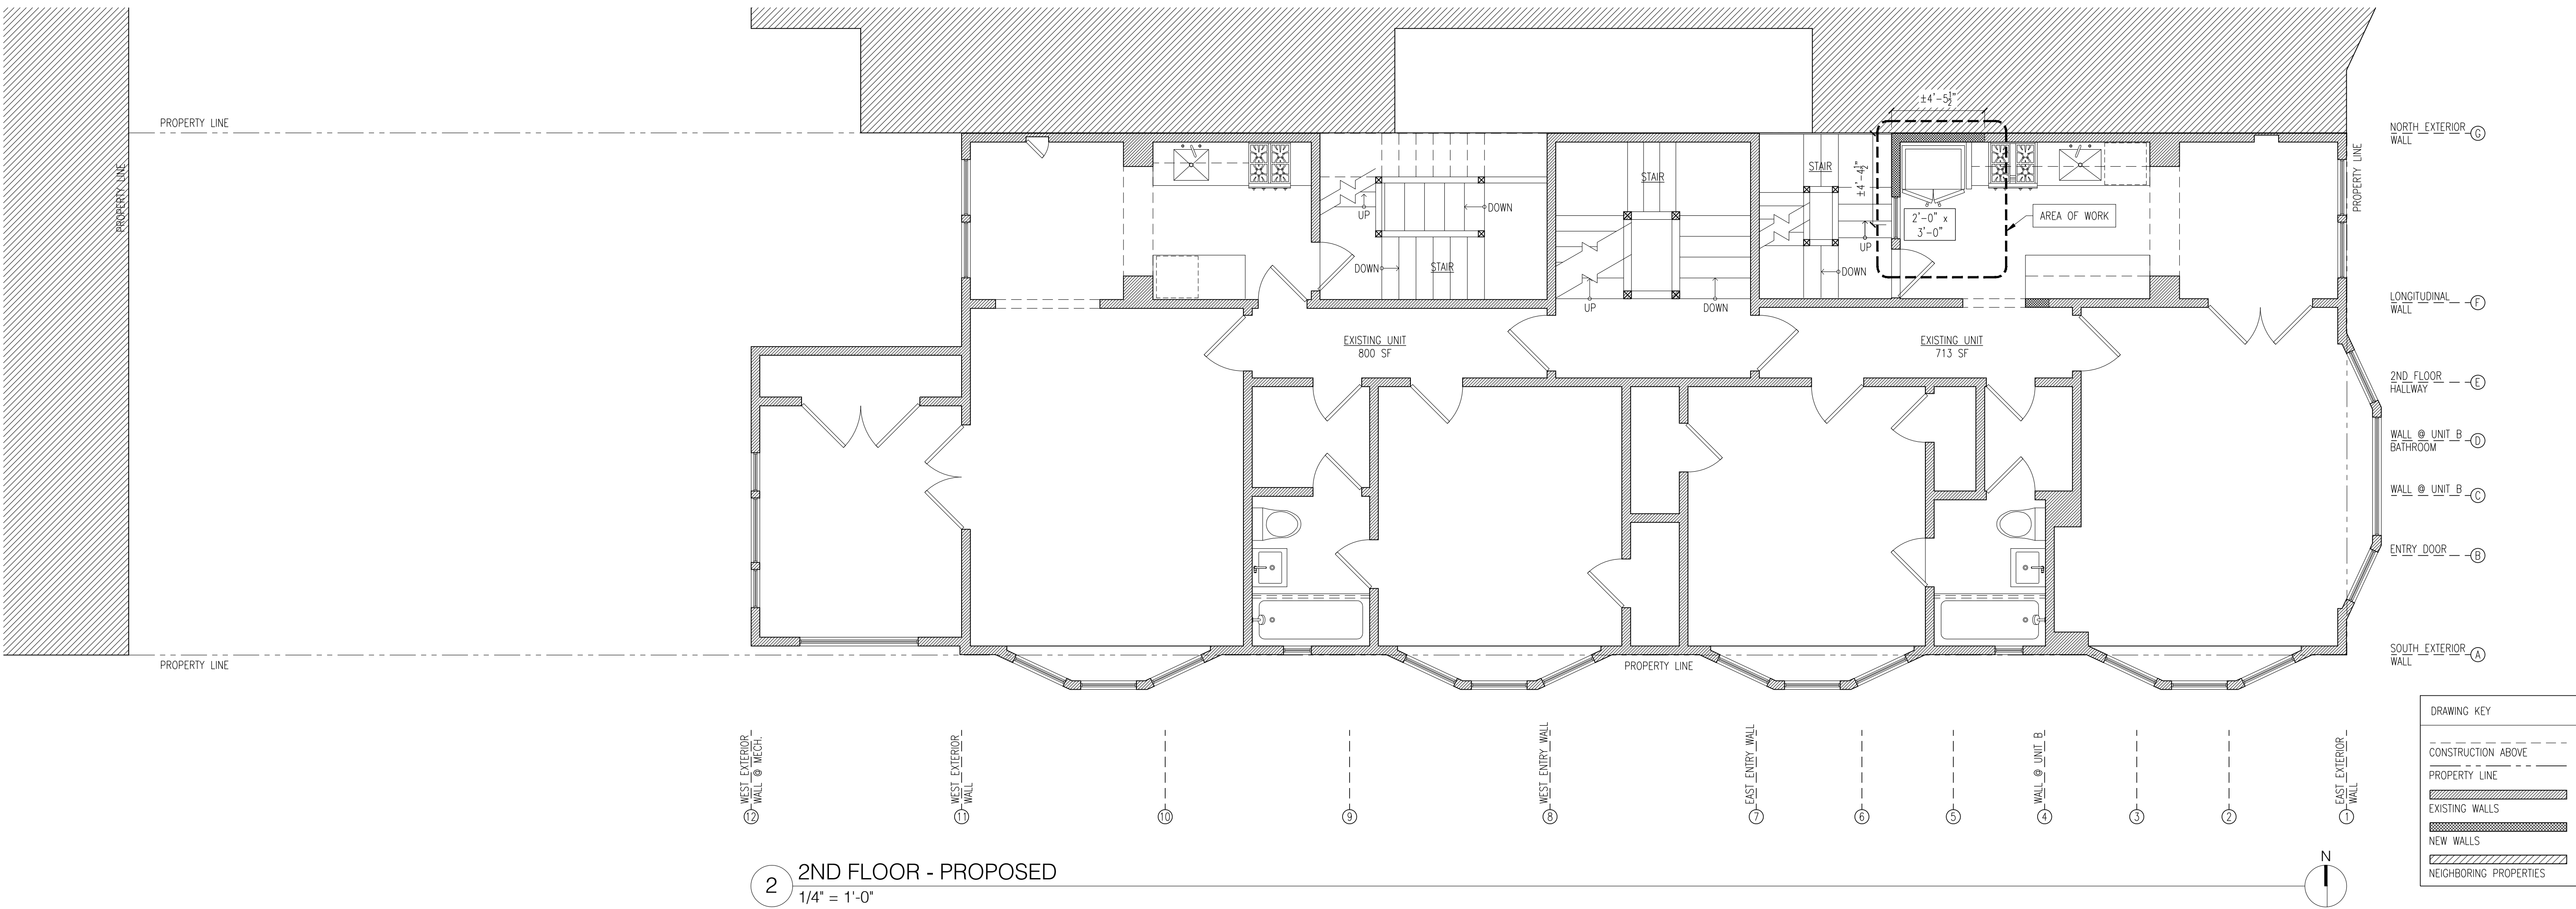 ±4'-5½"
PROPERTY LINE
PROPERTY LINE
PROPERTY LINE
NORTH EXTERIOR
WALL
G
STAIR
±4'-4½"
STAIR
UP
DOWN
2'-0" x
3'-0"
AREA OF WORK
UP
DOWN
STAIR
DOWN
UP
DOWN
STAIR
DOWN
LONGITUDINAL
WALL
F
EXISTING UNIT
800 SF
EXISTING UNIT
713 SF
2ND FLOOR
HALLWAY
E
WALL @ UNIT B
BATHROOM
D
WALL @ UNIT B
C
ENTRY DOOR
B
SOUTH EXTERIOR
WALL
A
PROPERTY LINE
PROPERTY LINE
WEST EXTERIOR
WALL @ MECH.
WEST EXTERIOR
WALL
WEST ENTRY WALL
EAST ENTRY WALL
WALL @ UNIT B
EAST EXTERIOR
WALL
12
11
10
9
8
7
6
5
4
3
2
1
DRAWING KEY
CONSTRUCTION ABOVE
PROPERTY LINE
EXISTING WALLS
NEW WALLS
NEIGHBORING PROPERTIES
2
2ND FLOOR - PROPOSED
1/4" = 1'-0"
N